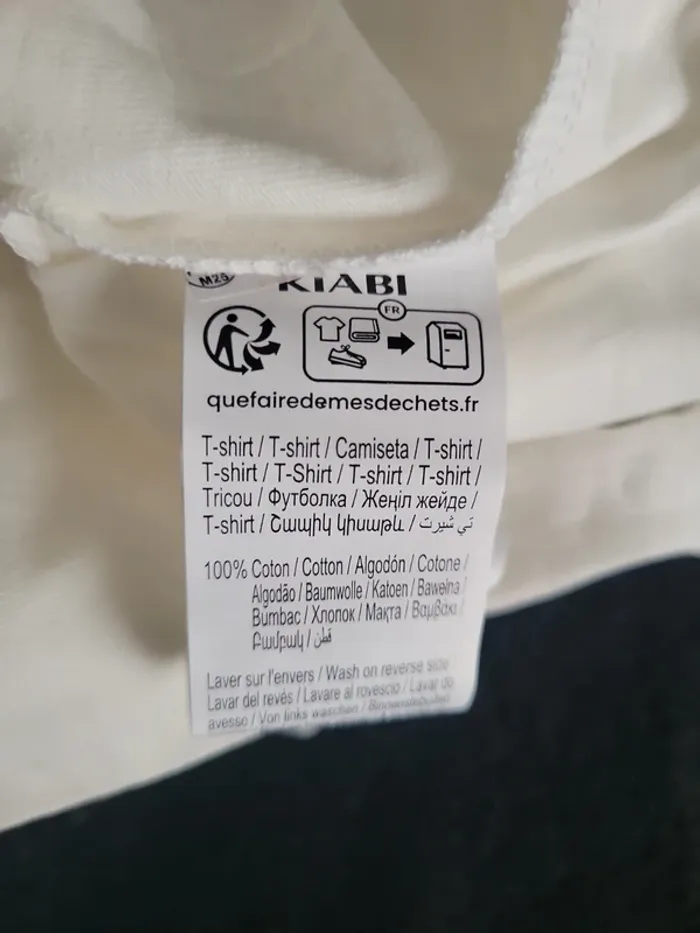 M25
KIABI
FR
quefairedemesdechets.fr
T-shirt / T-shirt / Camiseta / T-shirt /
T-shirt / T-Shirt / T-shirt / T-shirt /
Tricou / Футболка / Жеңіл жейде /
T-shirt / Շապիկ կիսաթև / تي شيرت
100% Coton / Cotton / Algodón / Cotone /
Algodão / Baumwolle / Katoen / Bawełna /
Bumbac / Хлопок / Мақта / Βαμβάκι /
Բամբակ / قطن
Laver sur l'envers / Wash on reverse side
Lavar del revés / Lavare al rovescio / Lavar do
avesso / Von links waschen /